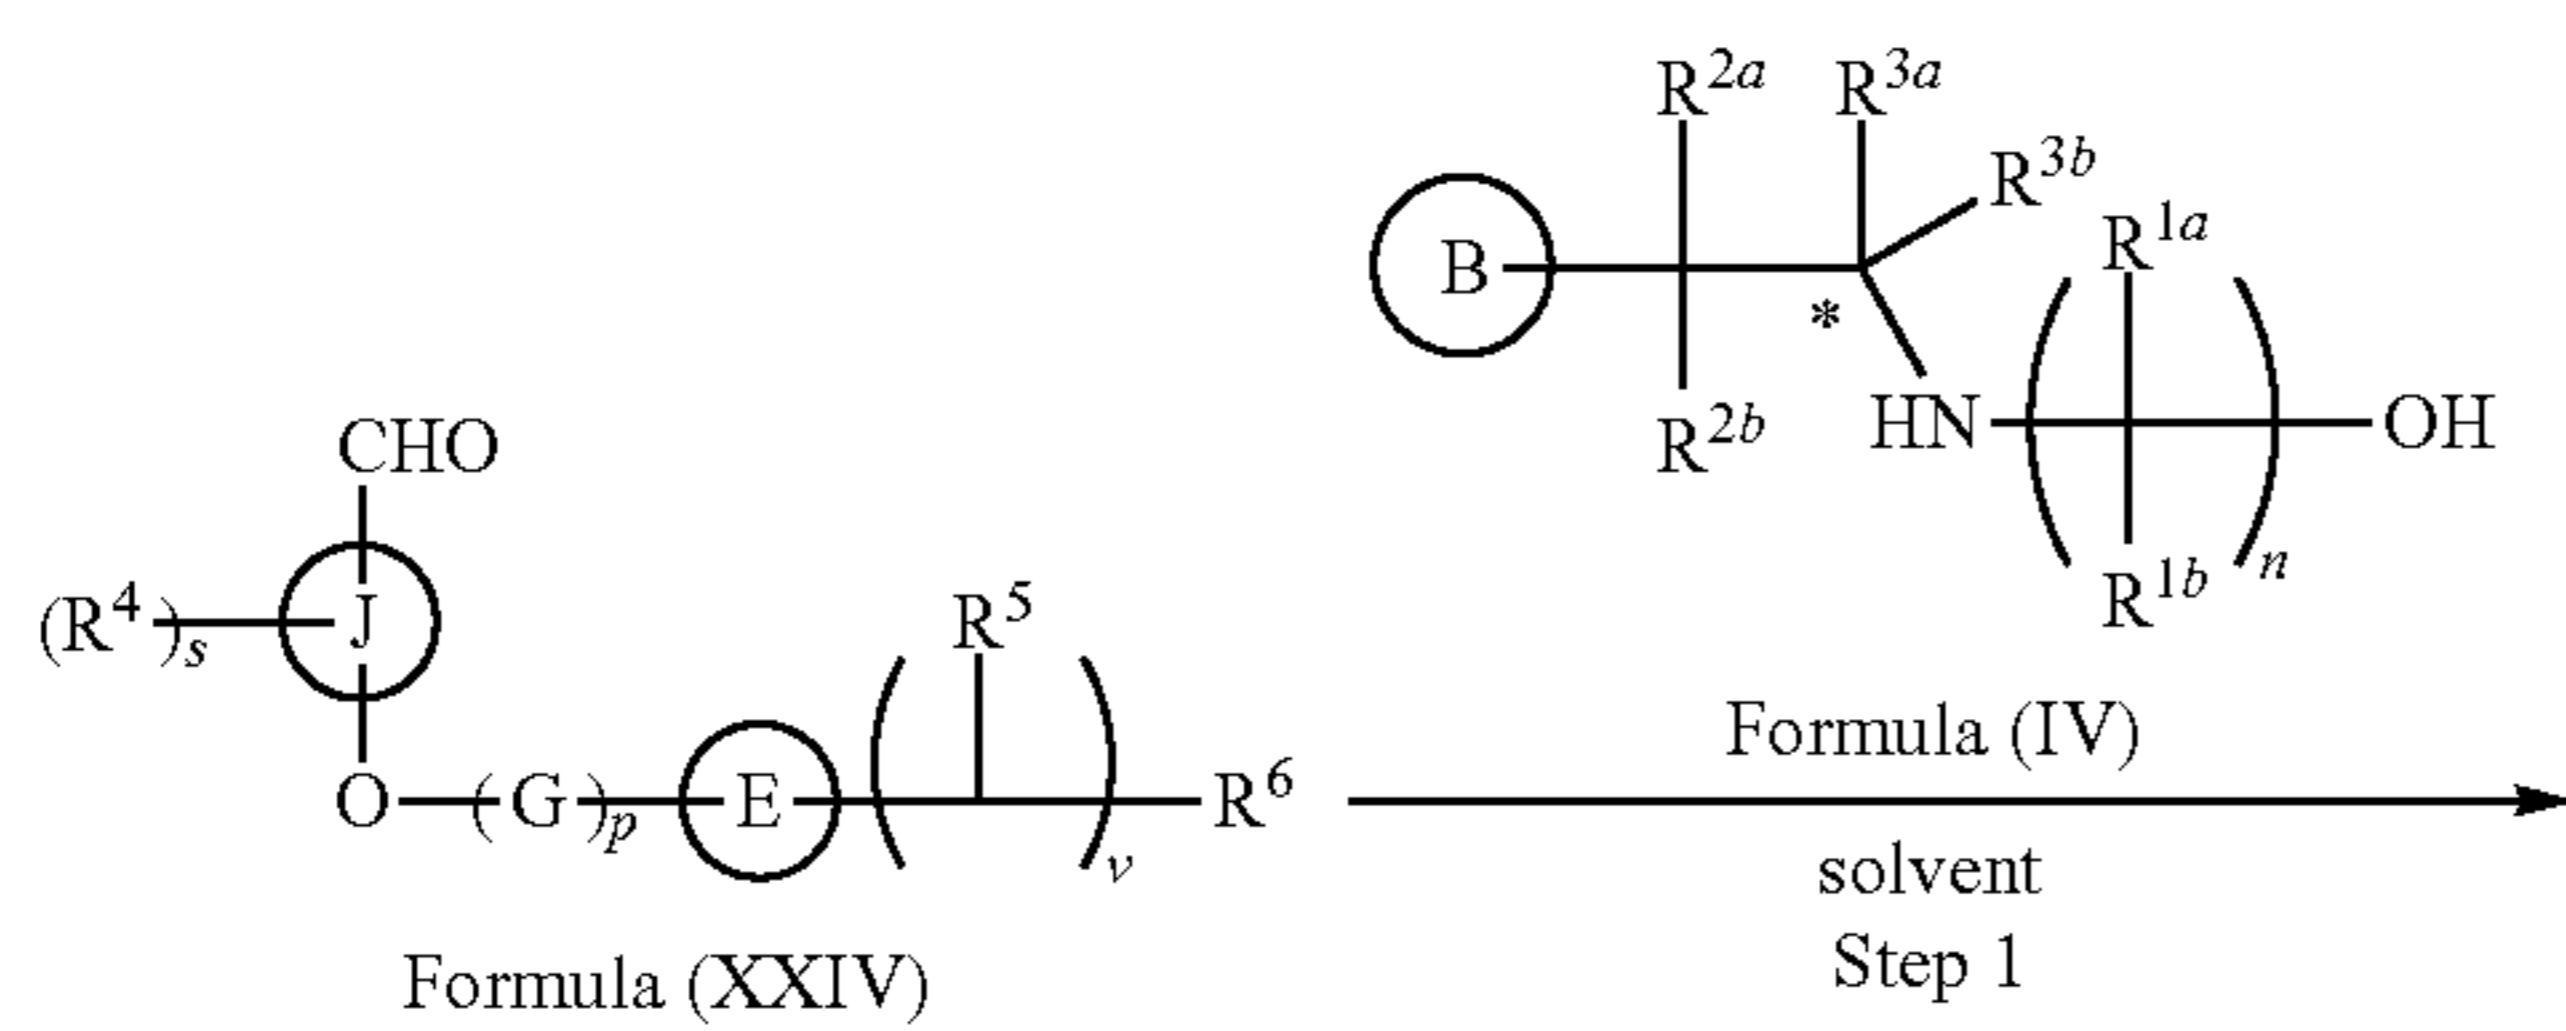 R2a R3a
R3b
B
*
R1a
R2b
HN
OH
n
R1b
CHO
(R4)s
J
R5
O
(G)p
E
v
R6
Formula (IV)
solvent
Step 1
Formula (XXIV)